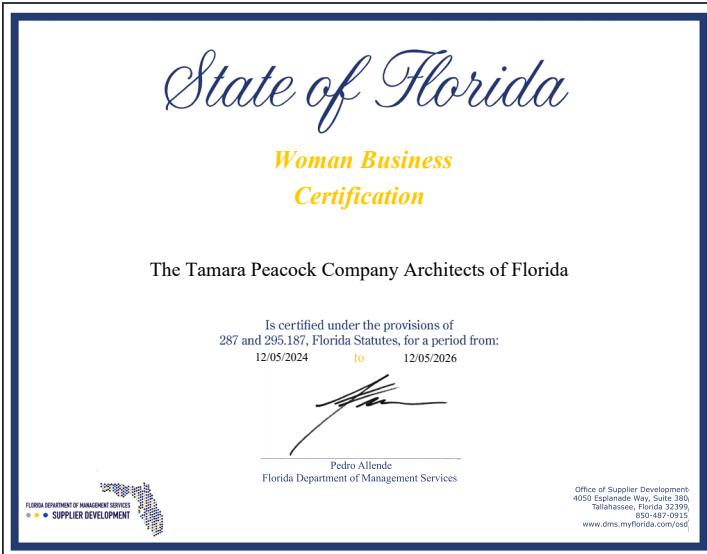 State of Florida
Woman Business
Certification
The Tamara Peacock Company Architects of Florida
Is certified under the provisions of
287 and 295.187, Florida Statutes, for a period from:
12/05/2024 to 12/05/2026
Pedro Allende
Florida Department of Management Services
FLORIDA DEPARTMENT OF MANAGEMENT SERVICES
SUPPLIER DEVELOPMENT
Office of Supplier Development
4050 Esplanade Way, Suite 380
Tallahassee, Florida 32399
850-487-0915
www.dms.myflorida.com/osd